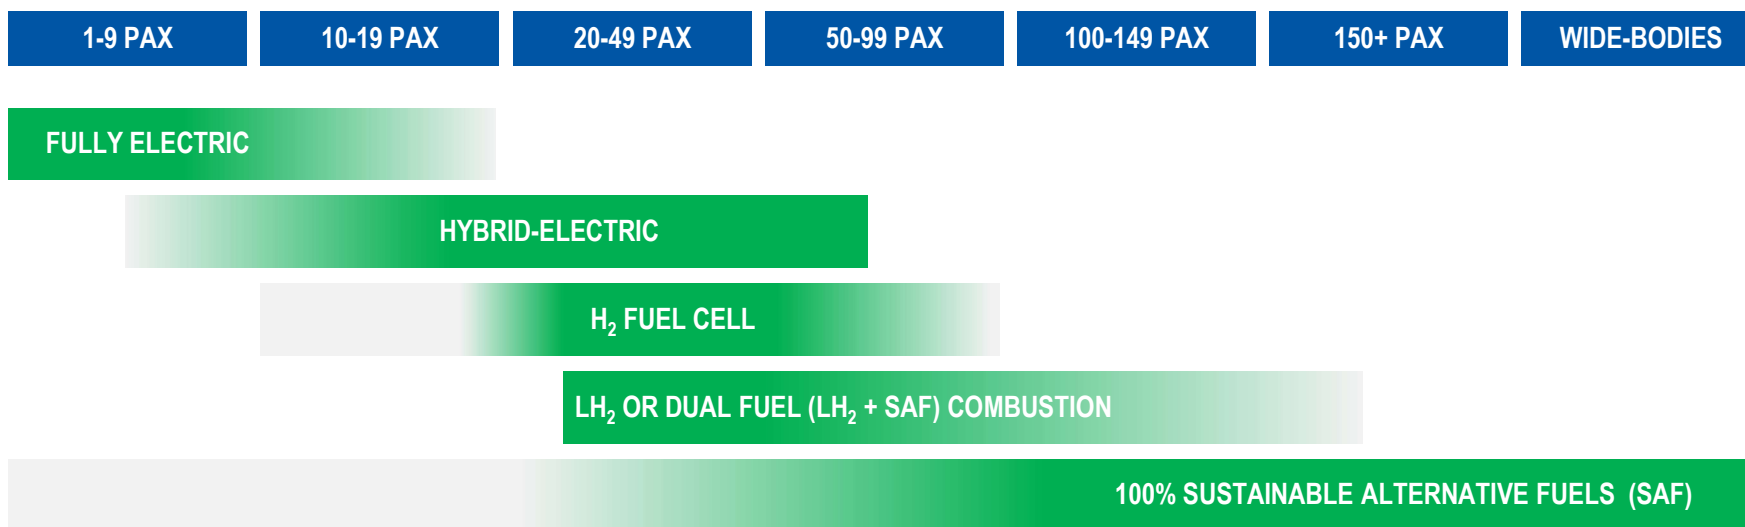 1-9 PAX 10-19 PAX 20-49 PAX 50-99 PAX 100-149 PAX 150+ PAX WIDE-BODIES
FULLY ELECTRIC
HYBRID-ELECTRIC
H₂ FUEL CELL
LH₂ OR DUAL FUEL (LH₂ + SAF) COMBUSTION
100% SUSTAINABLE ALTERNATIVE FUELS (SAF)